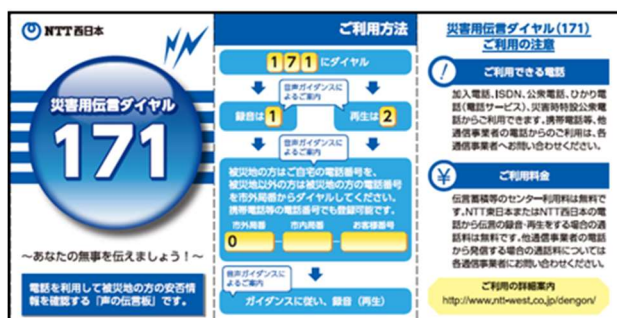 NTT西日本
災害用伝言ダイヤル
171
～あなたの無事を伝えましょう！～
電話を利用して被災地の方の安否情
報を確認する「声の伝言板」です。
ご利用方法
171にダイヤル
音声ガイダンスに
よるご案内
録音は1
再生は2
音声ガイダンスに
よるご案内
被災地の方はご自宅の電話番号を、
被災地以外の方は被災地の方の電話番号
を市外局番からダイヤルしてください。
携帯電話等の電話番号でも登録可能です。
市外局番 市内局番 お客様番号
0
音声ガイダンスに
よるご案内
ガイダンスに従い、録音（再生）
災害用伝言ダイヤル（171）
ご利用の注意
! ご利用できる電話
加入電話、ISDN、公衆電話、ひかり電
話（電話サービス）、災害時特設公衆電
話からご利用できます。携帯電話等、他
通信事業者の電話からのご利用は、各
通信事業者へお問い合わせください。
¥ ご利用料金
伝言蓄積等のセンター利用料は無料で
す。NTT東日本またはNTT西日本の電
話から伝言の録音・再生をする場合の通
話料は無料です。他通信事業者の電話
から発信する場合の通話料については
各通信事業者にお問い合わせください。
ご利用の詳細案内
http://www.ntt-west.co.jp/dengon/